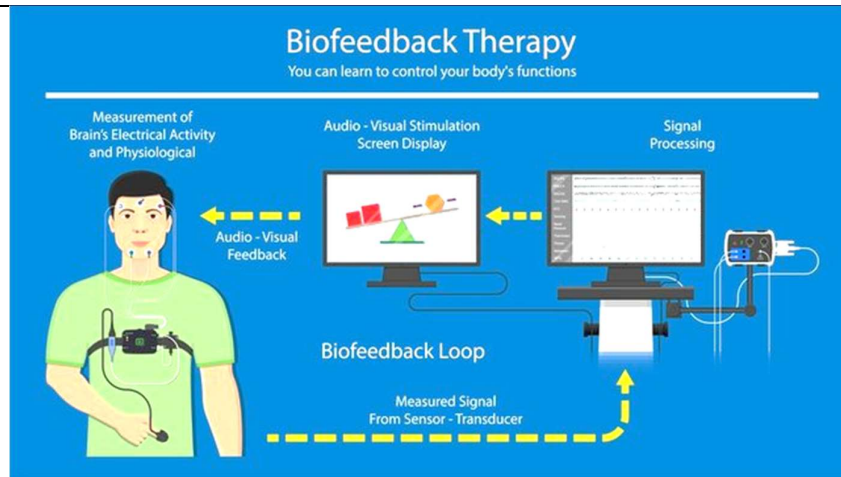 Biofeedback Therapy
You can learn to control your body's functions
Measurement of
Brain's Electrical Activity
and Physiological
Audio - Visual Stimulation
Screen Display
Signal
Processing
Audio - Visual
Feedback
Biofeedback Loop
Measured Signal
From Sensor - Transducer